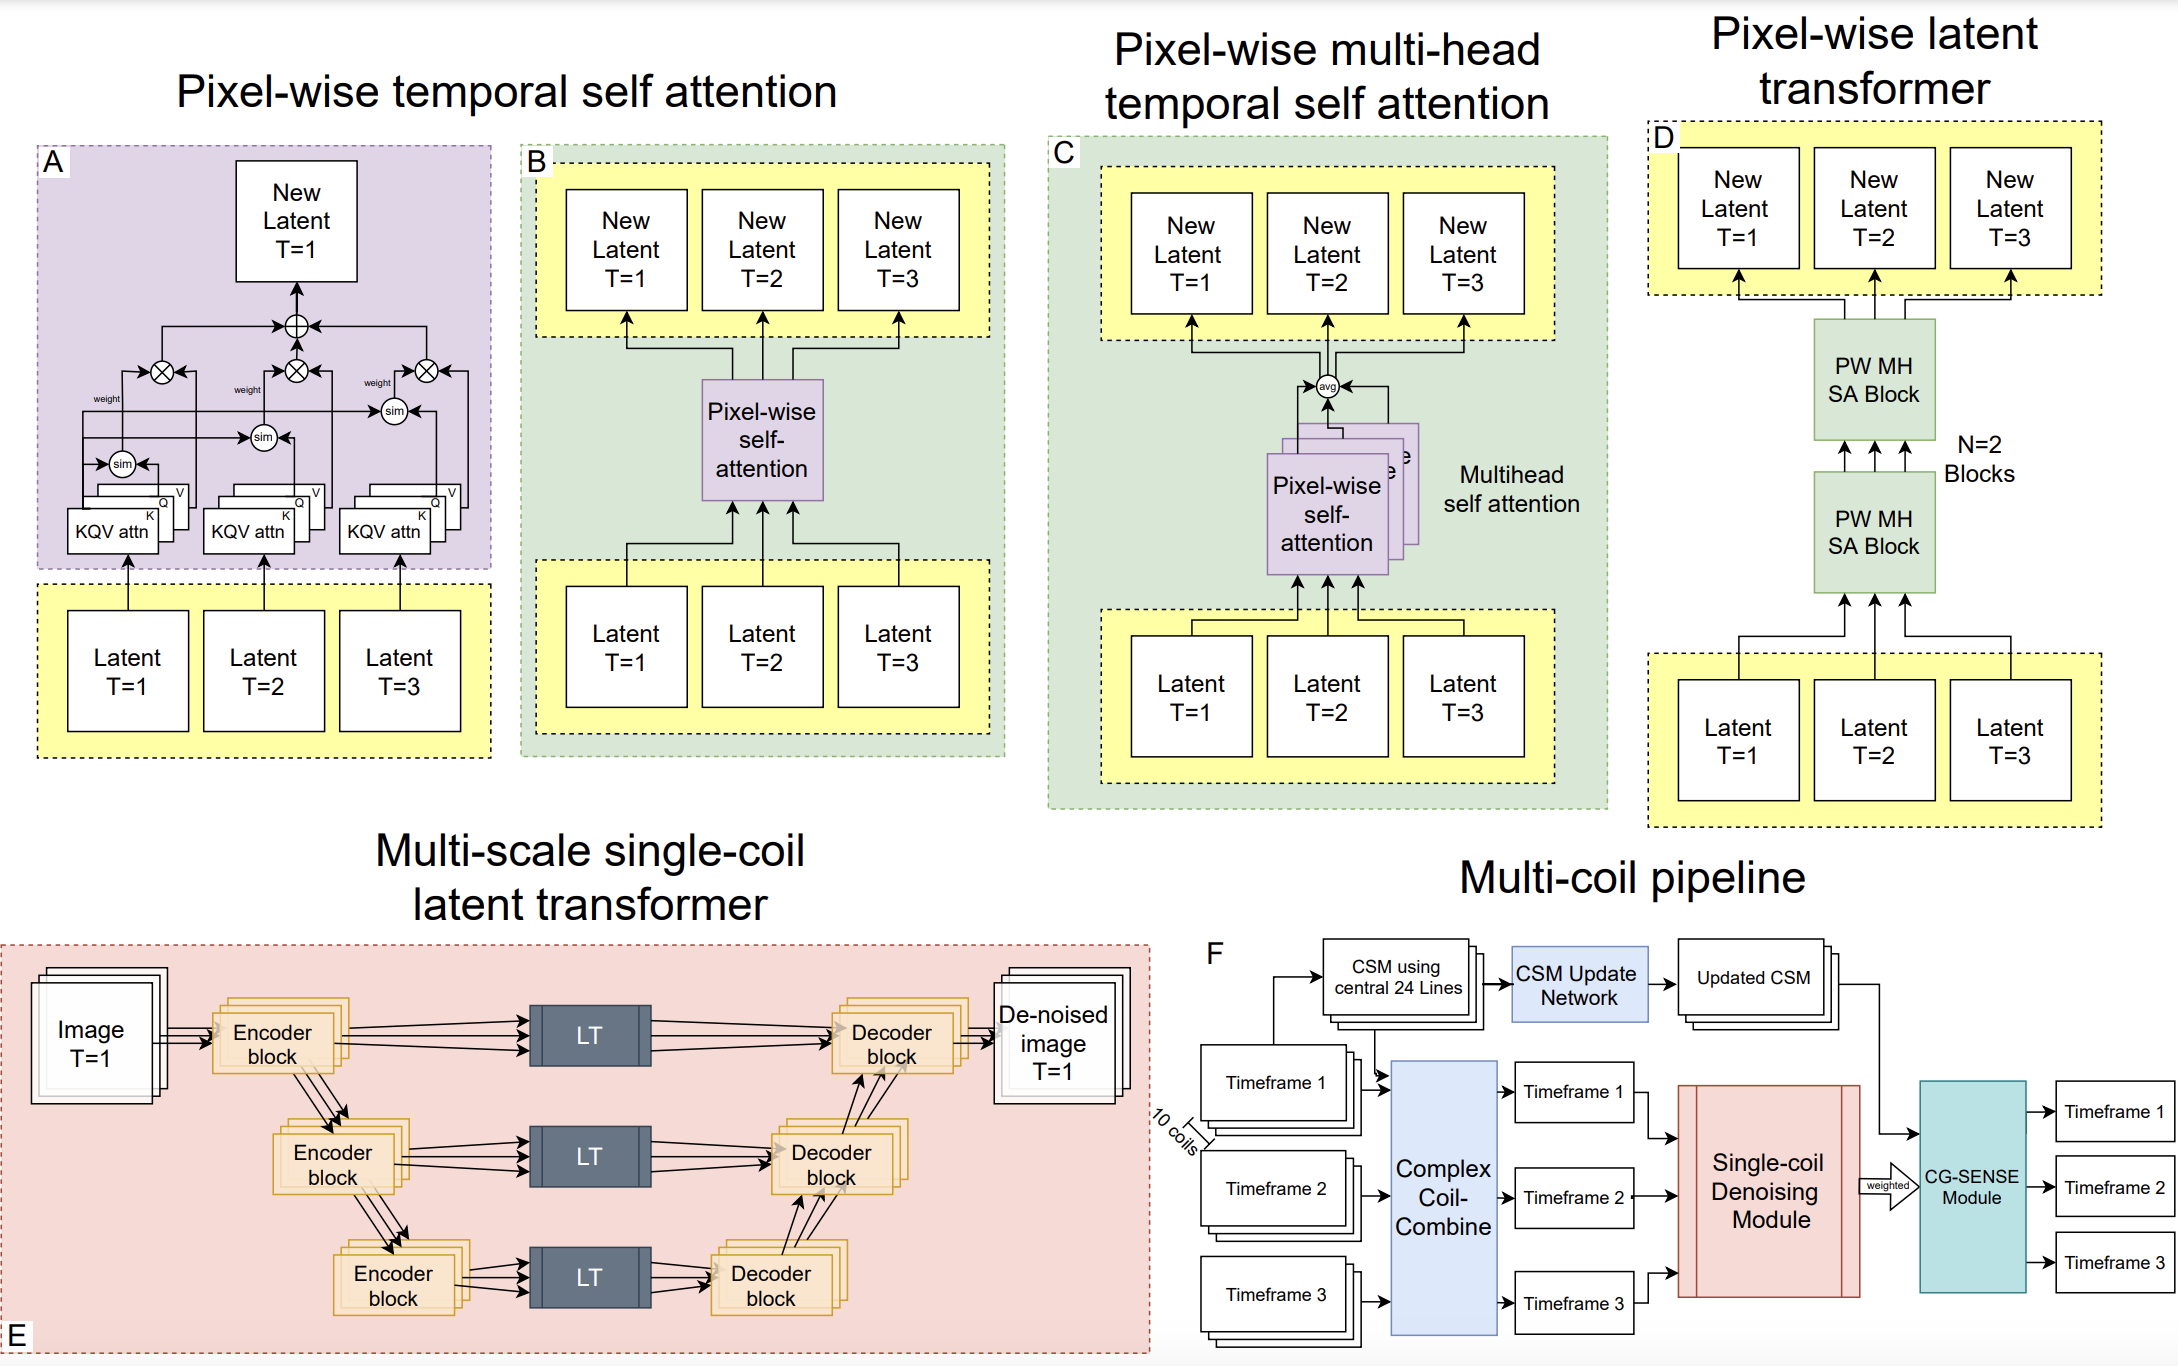 Pixel-wise temporal self attention
A
New
Latent
T=1
weight
weight
weight
sim
sim
sim
V
Q
K
KQV attn
V
Q
K
KQV attn
V
Q
K
KQV attn
Latent
T=1
Latent
T=2
Latent
T=3
B
New
Latent
T=1
New
Latent
T=2
New
Latent
T=3
Pixel-wise
self-
attention
Latent
T=1
Latent
T=2
Latent
T=3
Pixel-wise multi-head
temporal self attention
C
New
Latent
T=1
New
Latent
T=2
New
Latent
T=3
avg
e
e
Pixel-wise
self-
attention
Multihead
self attention
Latent
T=1
Latent
T=2
Latent
T=3
Pixel-wise latent
transformer
D
New
Latent
T=1
New
Latent
T=2
New
Latent
T=3
PW MH
SA Block
N=2
Blocks
PW MH
SA Block
Latent
T=1
Latent
T=2
Latent
T=3
Multi-scale single-coil
latent transformer
Image
T=1
Encoder
block
LT
Decoder
block
De-noised
image
T=1
Encoder
block
LT
Decoder
block
Encoder
block
LT
Decoder
block
E
Multi-coil pipeline
F
CSM using
central 24 Lines
CSM Update
Network
Updated CSM
Timeframe 1
10 coils
Timeframe 2
Timeframe 3
Complex
Coil-
Combine
Timeframe 1
Timeframe 2
Timeframe 3
Single-coil
Denoising
Module
weighted
CG-SENSE
Module
Timeframe 1
Timeframe 2
Timeframe 3